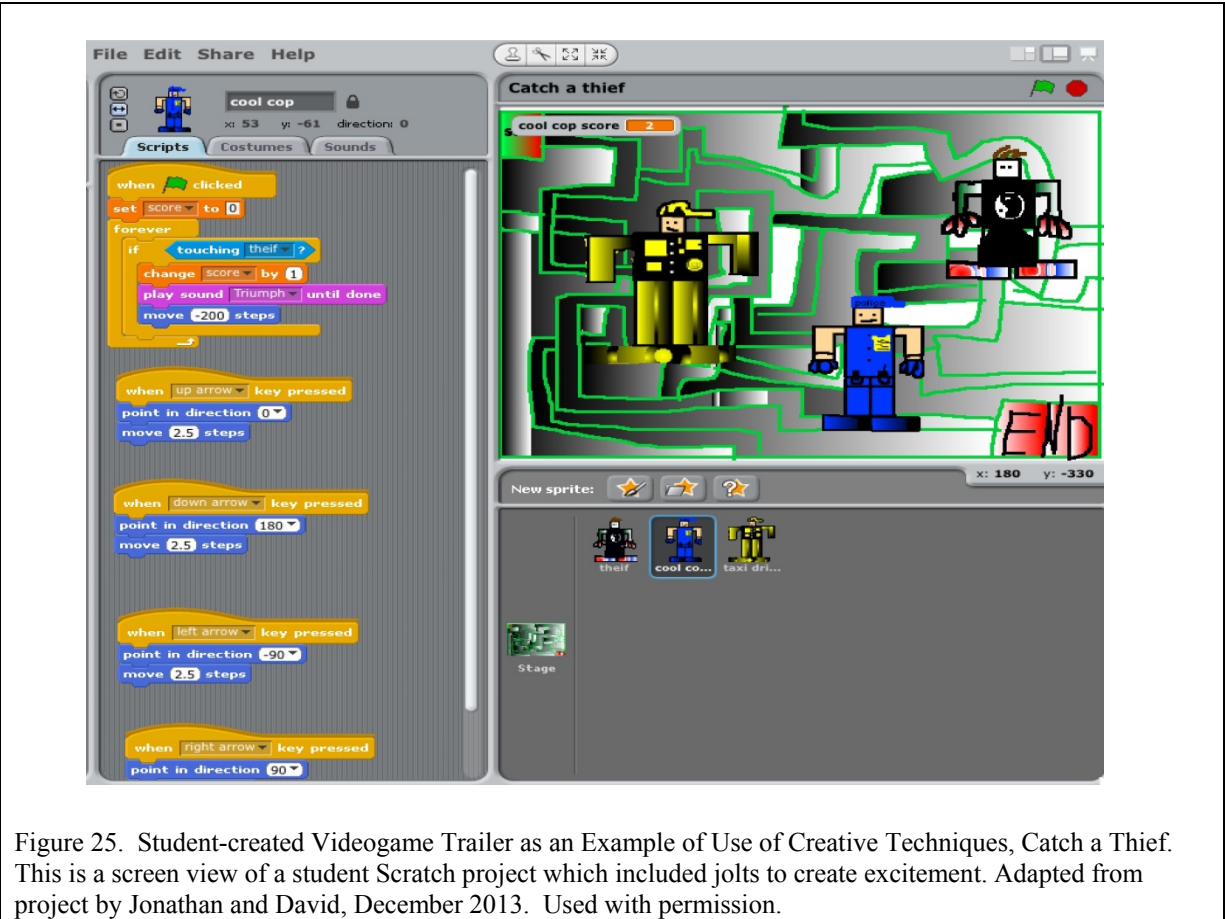 File Edit Share Help
cool cop
x: 53 y: -61 direction: 0
Scripts Costumes Sounds
when clicked
set score to 0
forever
if touching theif ?
change score by 1
play sound Triumph until done
move -200 steps
when up arrow key pressed
point in direction 0
move 2.5 steps
when down arrow key pressed
point in direction 180
move 2.5 steps
when left arrow key pressed
point in direction -90
move 2.5 steps
when right arrow key pressed
point in direction 90
Catch a thief
cool cop score 2
police
END
x: 180 y: -330
New sprite:
theif
cool co...
taxi dri...
Stage
Figure 25. Student-created Videogame Trailer as an Example of Use of Creative Techniques, Catch a Thief.
This is a screen view of a student Scratch project which included jolts to create excitement. Adapted from
project by Jonathan and David, December 2013. Used with permission.